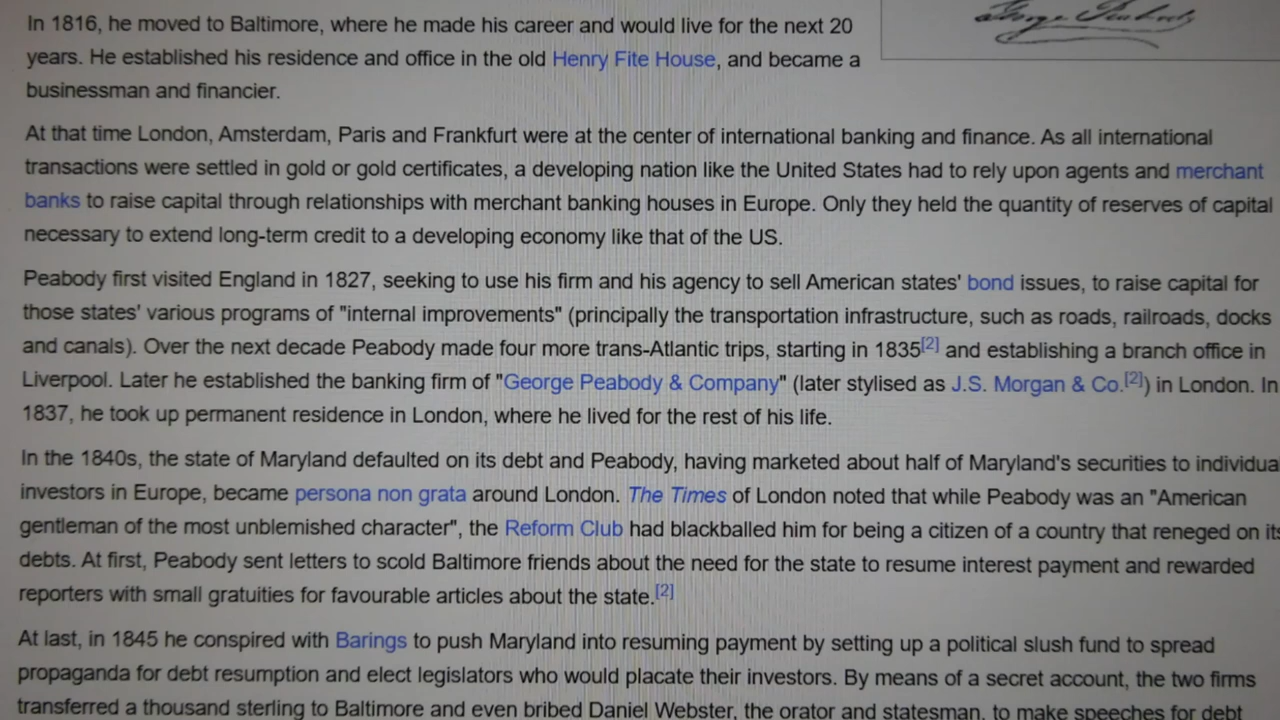 George Peabody
In 1816, he moved to Baltimore, where he made his career and would live for the next 20
years. He established his residence and office in the old Henry Fite House, and became a
businessman and financier.
At that time London, Amsterdam, Paris and Frankfurt were at the center of international banking and finance. As all international
transactions were settled in gold or gold certificates, a developing nation like the United States had to rely upon agents and merchant
banks to raise capital through relationships with merchant banking houses in Europe. Only they held the quantity of reserves of capital
necessary to extend long-term credit to a developing economy like that of the US.
Peabody first visited England in 1827, seeking to use his firm and his agency to sell American states' bond issues, to raise capital for
those states' various programs of "internal improvements" (principally the transportation infrastructure, such as roads, railroads, docks
and canals). Over the next decade Peabody made four more trans-Atlantic trips, starting in 1835[2] and establishing a branch office in
Liverpool. Later he established the banking firm of "George Peabody & Company" (later stylised as J.S. Morgan & Co.[2]) in London. In
1837, he took up permanent residence in London, where he lived for the rest of his life.
In the 1840s, the state of Maryland defaulted on its debt and Peabody, having marketed about half of Maryland's securities to individua
investors in Europe, became persona non grata around London. The Times of London noted that while Peabody was an "American
gentleman of the most unblemished character", the Reform Club had blackballed him for being a citizen of a country that reneged on its
debts. At first, Peabody sent letters to scold Baltimore friends about the need for the state to resume interest payment and rewarded
reporters with small gratuities for favourable articles about the state.[2]
At last, in 1845 he conspired with Barings to push Maryland into resuming payment by setting up a political slush fund to spread
propaganda for debt resumption and elect legislators who would placate their investors. By means of a secret account, the two firms
transferred a thousand sterling to Baltimore and even bribed Daniel Webster, the orator and statesman, to make speeches for debt